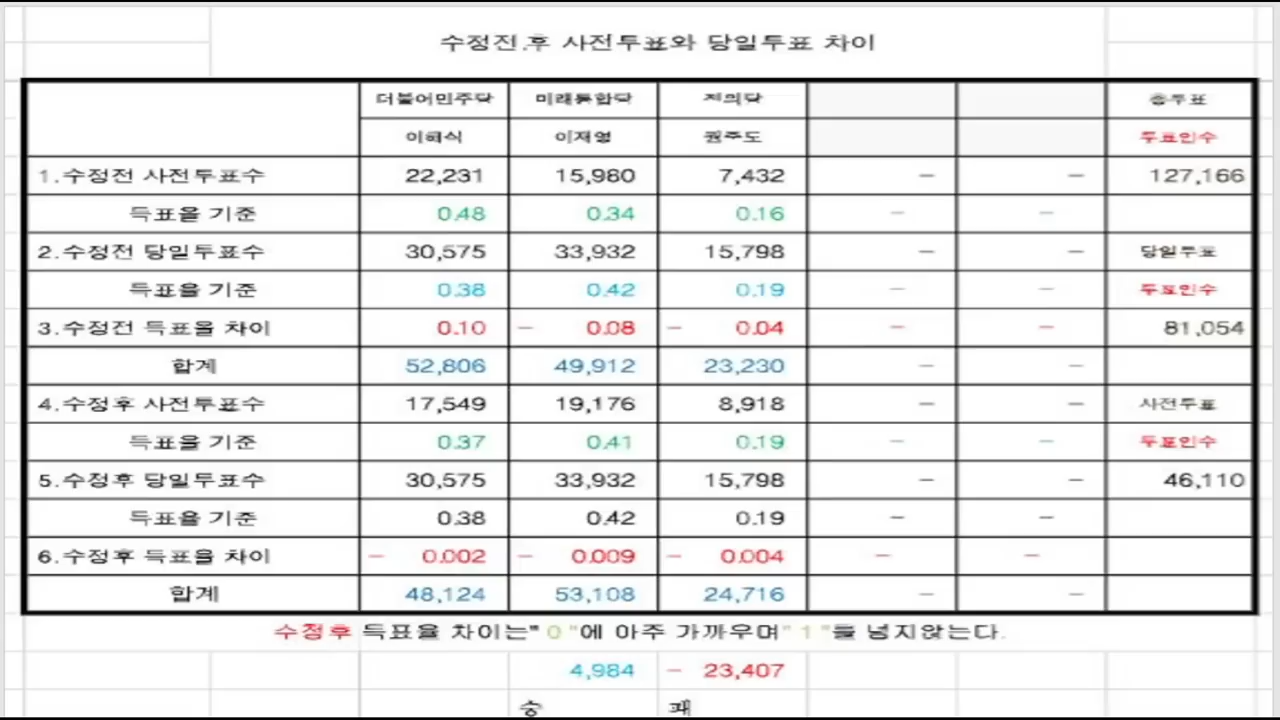 수정전.후 사전투표와 당일투표 차이
더불어민주당 미래통합당 정의당 총투표
이해식 이재영 권중도 투표인수
1.수정전 사전투표수 22,231 15,980 7,432 - - 127,166
득표율 기준 0.48 0.34 0.16 - -
2.수정전 당일투표수 30,575 33,932 15,798 - - 당일투표
득표율 기준 0.38 0.42 0.19 - - 투표인수
3.수정전 득표율 차이 0.10 - 0.08 - 0.04 - - 81,054
합계 52,806 49,912 23,230 - -
4.수정후 사전투표수 17,549 19,176 8,918 - - 사전투표
득표율 기준 0.37 0.41 0.19 - - 투표인수
5.수정후 당일투표수 30,575 33,932 15,798 - - 46,110
득표율 기준 0.38 0.42 0.19 - -
6.수정후 득표율 차이 - 0.002 - 0.009 - 0.004 - -
합계 48,124 53,108 24,716 - -
수정후 득표율 차이는" 0 "에 아주 가까우며" 1 "를 넘지않는다.
4,984 - 23,407
승 패